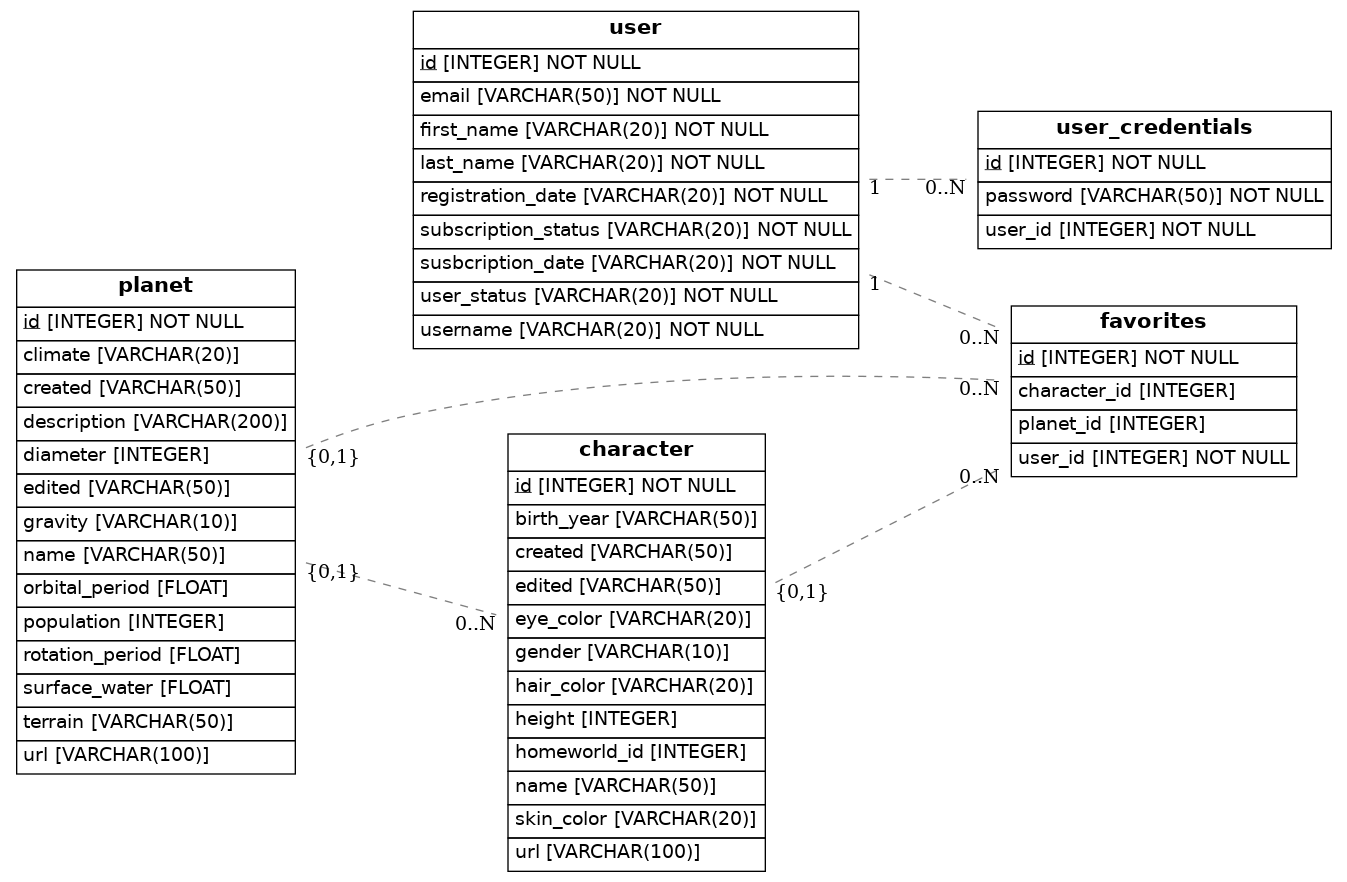 user
id [INTEGER] NOT NULL
email [VARCHAR(50)] NOT NULL
first_name [VARCHAR(20)] NOT NULL
last_name [VARCHAR(20)] NOT NULL
registration_date [VARCHAR(20)] NOT NULL
subscription_status [VARCHAR(20)] NOT NULL
susbcription_date [VARCHAR(20)] NOT NULL
user_status [VARCHAR(20)] NOT NULL
username [VARCHAR(20)] NOT NULL
1
0..N
user_credentials
id [INTEGER] NOT NULL
password [VARCHAR(50)] NOT NULL
user_id [INTEGER] NOT NULL
1
0..N
favorites
id [INTEGER] NOT NULL
character_id [INTEGER]
planet_id [INTEGER]
user_id [INTEGER] NOT NULL
0..N
0..N
planet
id [INTEGER] NOT NULL
climate [VARCHAR(20)]
created [VARCHAR(50)]
description [VARCHAR(200)]
diameter [INTEGER]
edited [VARCHAR(50)]
gravity [VARCHAR(10)]
name [VARCHAR(50)]
orbital_period [FLOAT]
population [INTEGER]
rotation_period [FLOAT]
surface_water [FLOAT]
terrain [VARCHAR(50)]
url [VARCHAR(100)]
{0,1}
{0,1}
0..N
character
id [INTEGER] NOT NULL
birth_year [VARCHAR(50)]
created [VARCHAR(50)]
edited [VARCHAR(50)]
eye_color [VARCHAR(20)]
gender [VARCHAR(10)]
hair_color [VARCHAR(20)]
height [INTEGER]
homeworld_id [INTEGER]
name [VARCHAR(50)]
skin_color [VARCHAR(20)]
url [VARCHAR(100)]
{0,1}